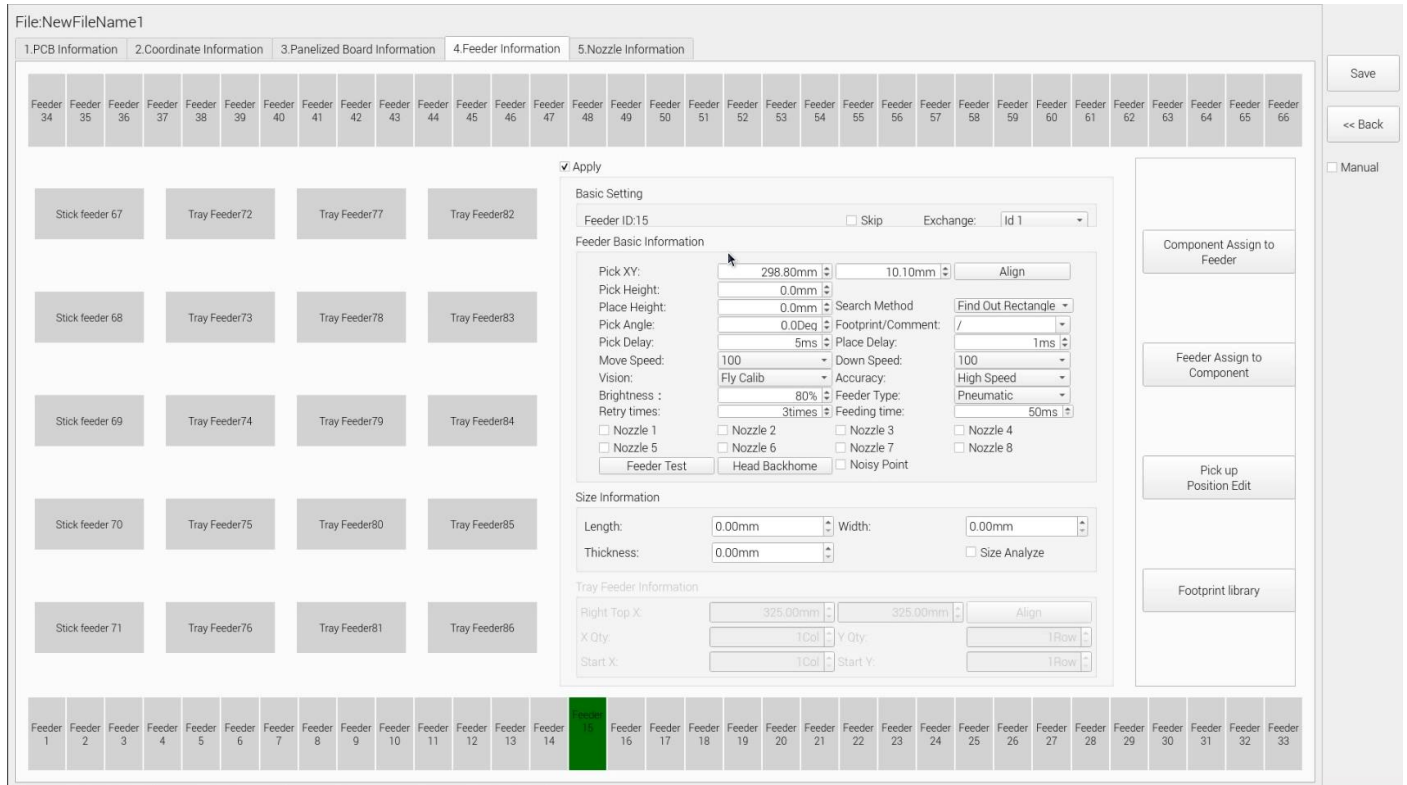 File:NewFileName1
1.PCB Information 2.Coordinate Information 3.Panelized Board Information 4.Feeder Information 5.Nozzle Information
Save
<< Back
Manual
Feeder Feeder Feeder Feeder Feeder Feeder Feeder Feeder Feeder Feeder Feeder Feeder Feeder Feeder Feeder Feeder Feeder Feeder Feeder Feeder Feeder Feeder Feeder Feeder Feeder Feeder Feeder Feeder Feeder Feeder Feeder Feeder Feeder
34 35 36 37 38 39 40 41 42 43 44 45 46 47 48 49 50 51 52 53 54 55 56 57 58 59 60 61 62 63 64 65 66
Stick feeder 67 Tray Feeder72 Tray Feeder77 Tray Feeder82
Stick feeder 68 Tray Feeder73 Tray Feeder78 Tray Feeder83
Stick feeder 69 Tray Feeder74 Tray Feeder79 Tray Feeder84
Stick feeder 70 Tray Feeder75 Tray Feeder80 Tray Feeder85
Stick feeder 71 Tray Feeder76 Tray Feeder81 Tray Feeder86
Apply
Basic Setting
Feeder ID:15 Skip Exchange: Id 1
Feeder Basic Information
Pick XY: 298.80mm 10.10mm Align
Pick Height: 0.0mm
Place Height: 0.0mm Search Method Find Out Rectangle
Pick Angle: 0.0Deg Footprint/Comment: /
Pick Delay: 5ms Place Delay: 1ms
Move Speed: 100 Down Speed: 100
Vision: Fly Calib Accuracy: High Speed
Brightness : 80% Feeder Type: Pneumatic
Retry times: 3times Feeding time: 50ms
Nozzle 1 Nozzle 2 Nozzle 3 Nozzle 4
Nozzle 5 Nozzle 6 Nozzle 7 Nozzle 8
Feeder Test Head Backhome Noisy Point
Size Information
Length: 0.00mm Width: 0.00mm
Thickness: 0.00mm Size Analyze
Tray Feeder Information
Right Top X: 325.00mm 325.00mm Align
X Qty: 1Col Y Qty: 1Row
Start X: 1Col Start Y: 1Row
Component Assign to
Feeder
Feeder Assign to
Component
Pick up
Position Edit
Footprint library
Feeder Feeder Feeder Feeder Feeder Feeder Feeder Feeder Feeder Feeder Feeder Feeder Feeder Feeder Feeder Feeder Feeder Feeder Feeder Feeder Feeder Feeder Feeder Feeder Feeder Feeder Feeder Feeder Feeder Feeder Feeder Feeder Feeder
1 2 3 4 5 6 7 8 9 10 11 12 13 14 15 16 17 18 19 20 21 22 23 24 25 26 27 28 29 30 31 32 33